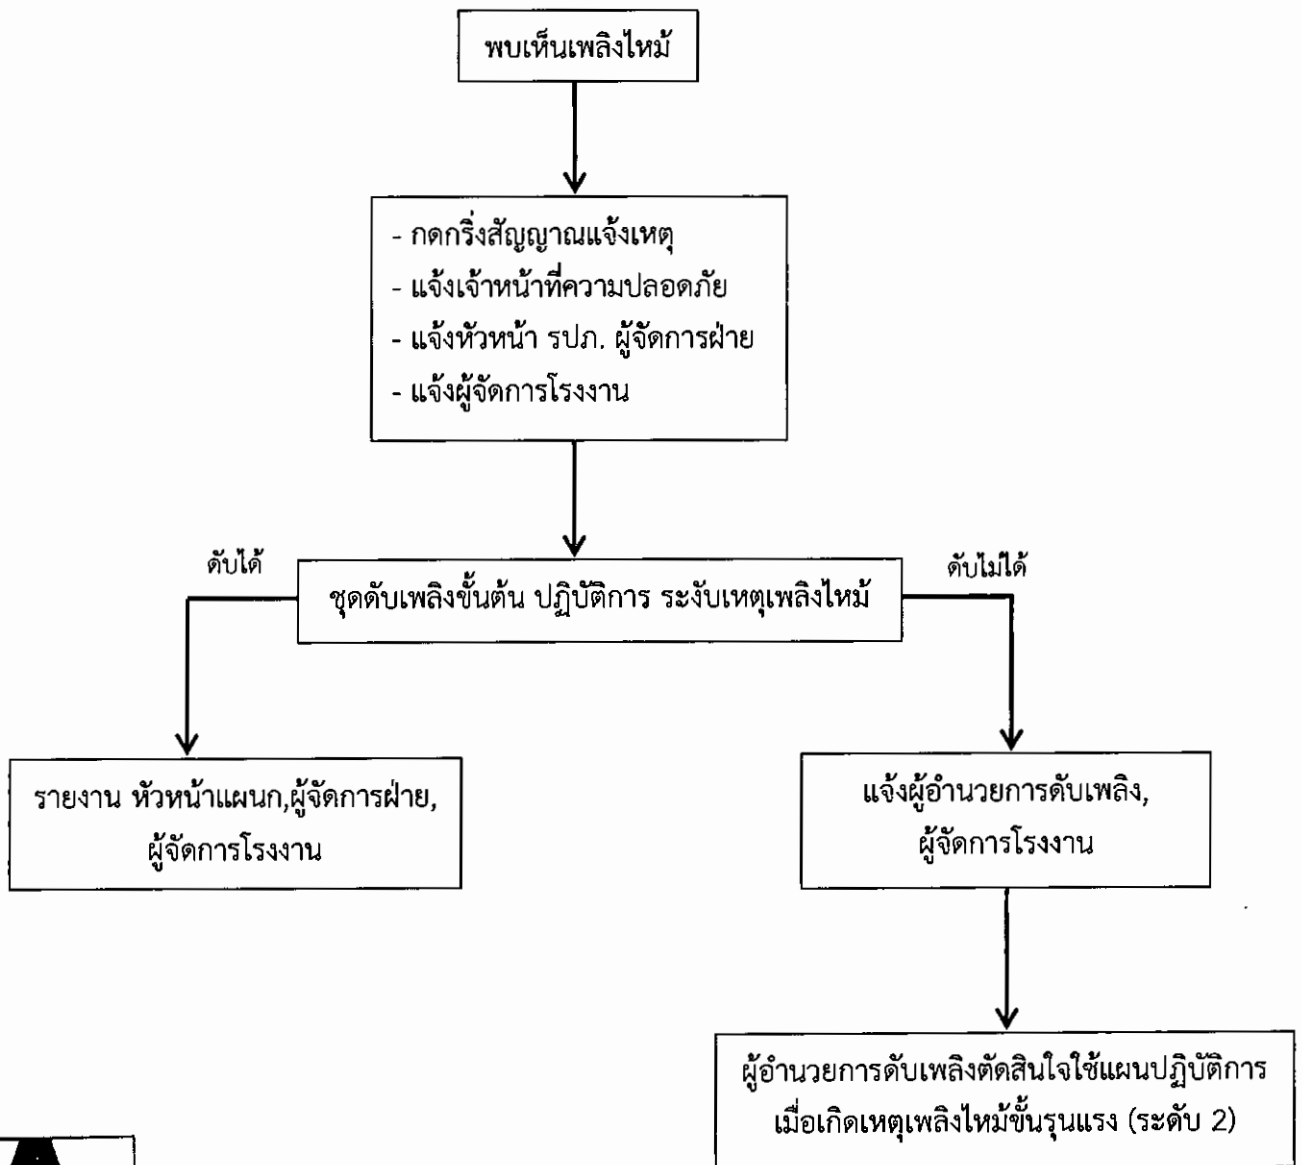 พบเห็นเพลิงไหม้
- กดกริ่งสัญญาณแจ้งเหตุ
- แจ้งเจ้าหน้าที่ความปลอดภัย
- แจ้งหัวหน้า รปภ. ผู้จัดการฝ่าย
- แจ้งผู้จัดการโรงงาน
ดับได้
ชุดดับเพลิงขั้นต้น ปฏิบัติการ ระงับเหตุเพลิงไหม้
ดับไม่ได้
รายงาน หัวหน้าแผนก,ผู้จัดการฝ่าย,
ผู้จัดการโรงงาน
แจ้งผู้อำนวยการดับเพลิง,
ผู้จัดการโรงงาน
ผู้อำนวยการดับเพลิงตัดสินใจใช้แผนปฏิบัติการ
เมื่อเกิดเหตุเพลิงไหม้ขั้นรุนแรง (ระดับ 2)